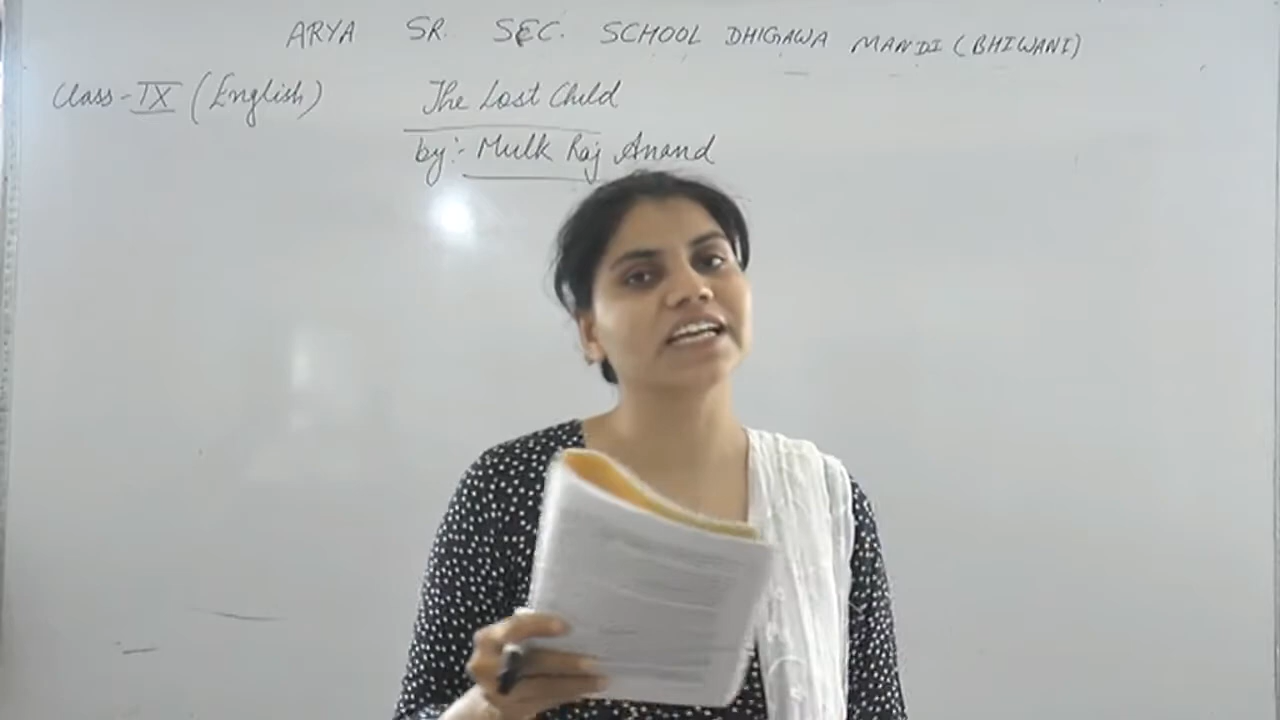 ARYA SR. SEC. SCHOOL DHIGAWA MANDI (BHIWANI)
Class - IX (English)
The Lost Child
by:- Mulk Raj Anand